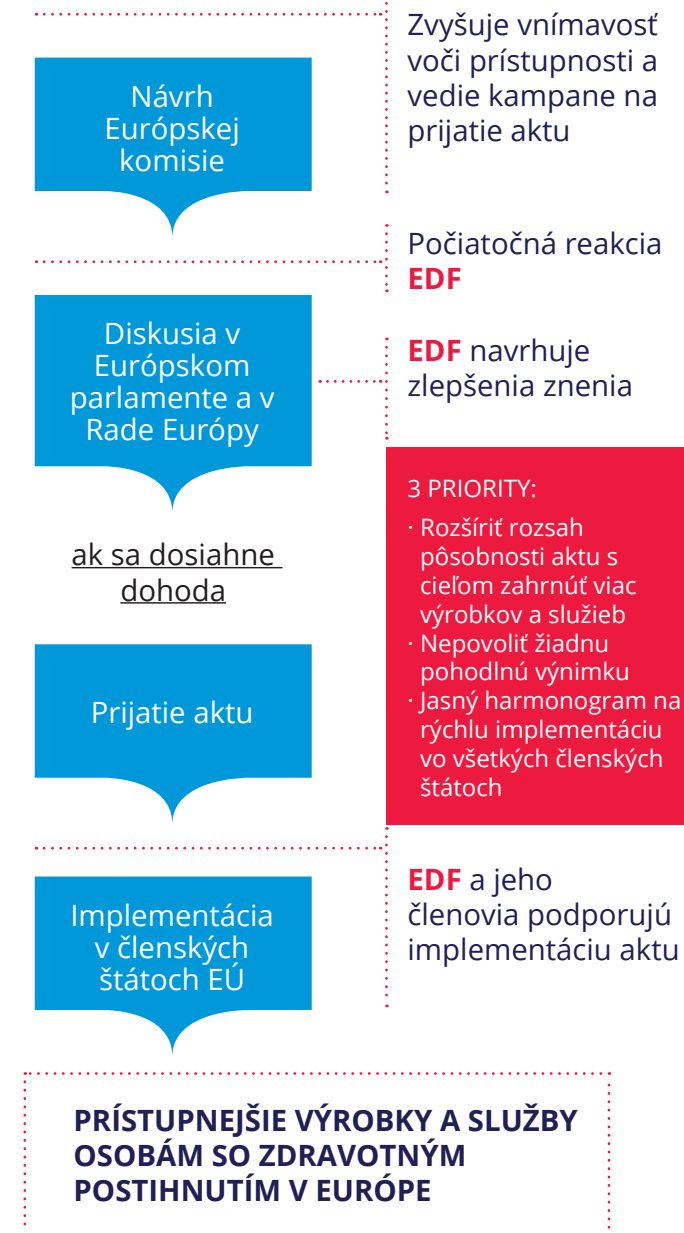 Zvyšuje vnímavosť
voči prístupnosti a
vedie kampane na
prijatie aktu
Návrh
Európskej
komisie
Počiatočná reakcia
EDF
Diskusia v
Európskom
parlamente a v
Rade Európy
EDF navrhuje
zlepšenia znenia
3 PRIORITY:
· Rozšíriť rozsah
pôsobnosti aktu s
cieľom zahrnúť viac
výrobkov a služieb
· Nepovoliť žiadnu
pohodlnú výnimku
· Jasný harmonogram na
rýchlu implementáciu
vo všetkých členských
štátoch
ak sa dosiahne
dohoda
Prijatie aktu
Implementácia
v členských
štátoch EÚ
EDF a jeho
členovia podporujú
implementáciu aktu
PRÍSTUPNEJŠIE VÝROBKY A SLUŽBY
OSOBÁM SO ZDRAVOTNÝM
POSTIHNUTÍM V EURÓPE